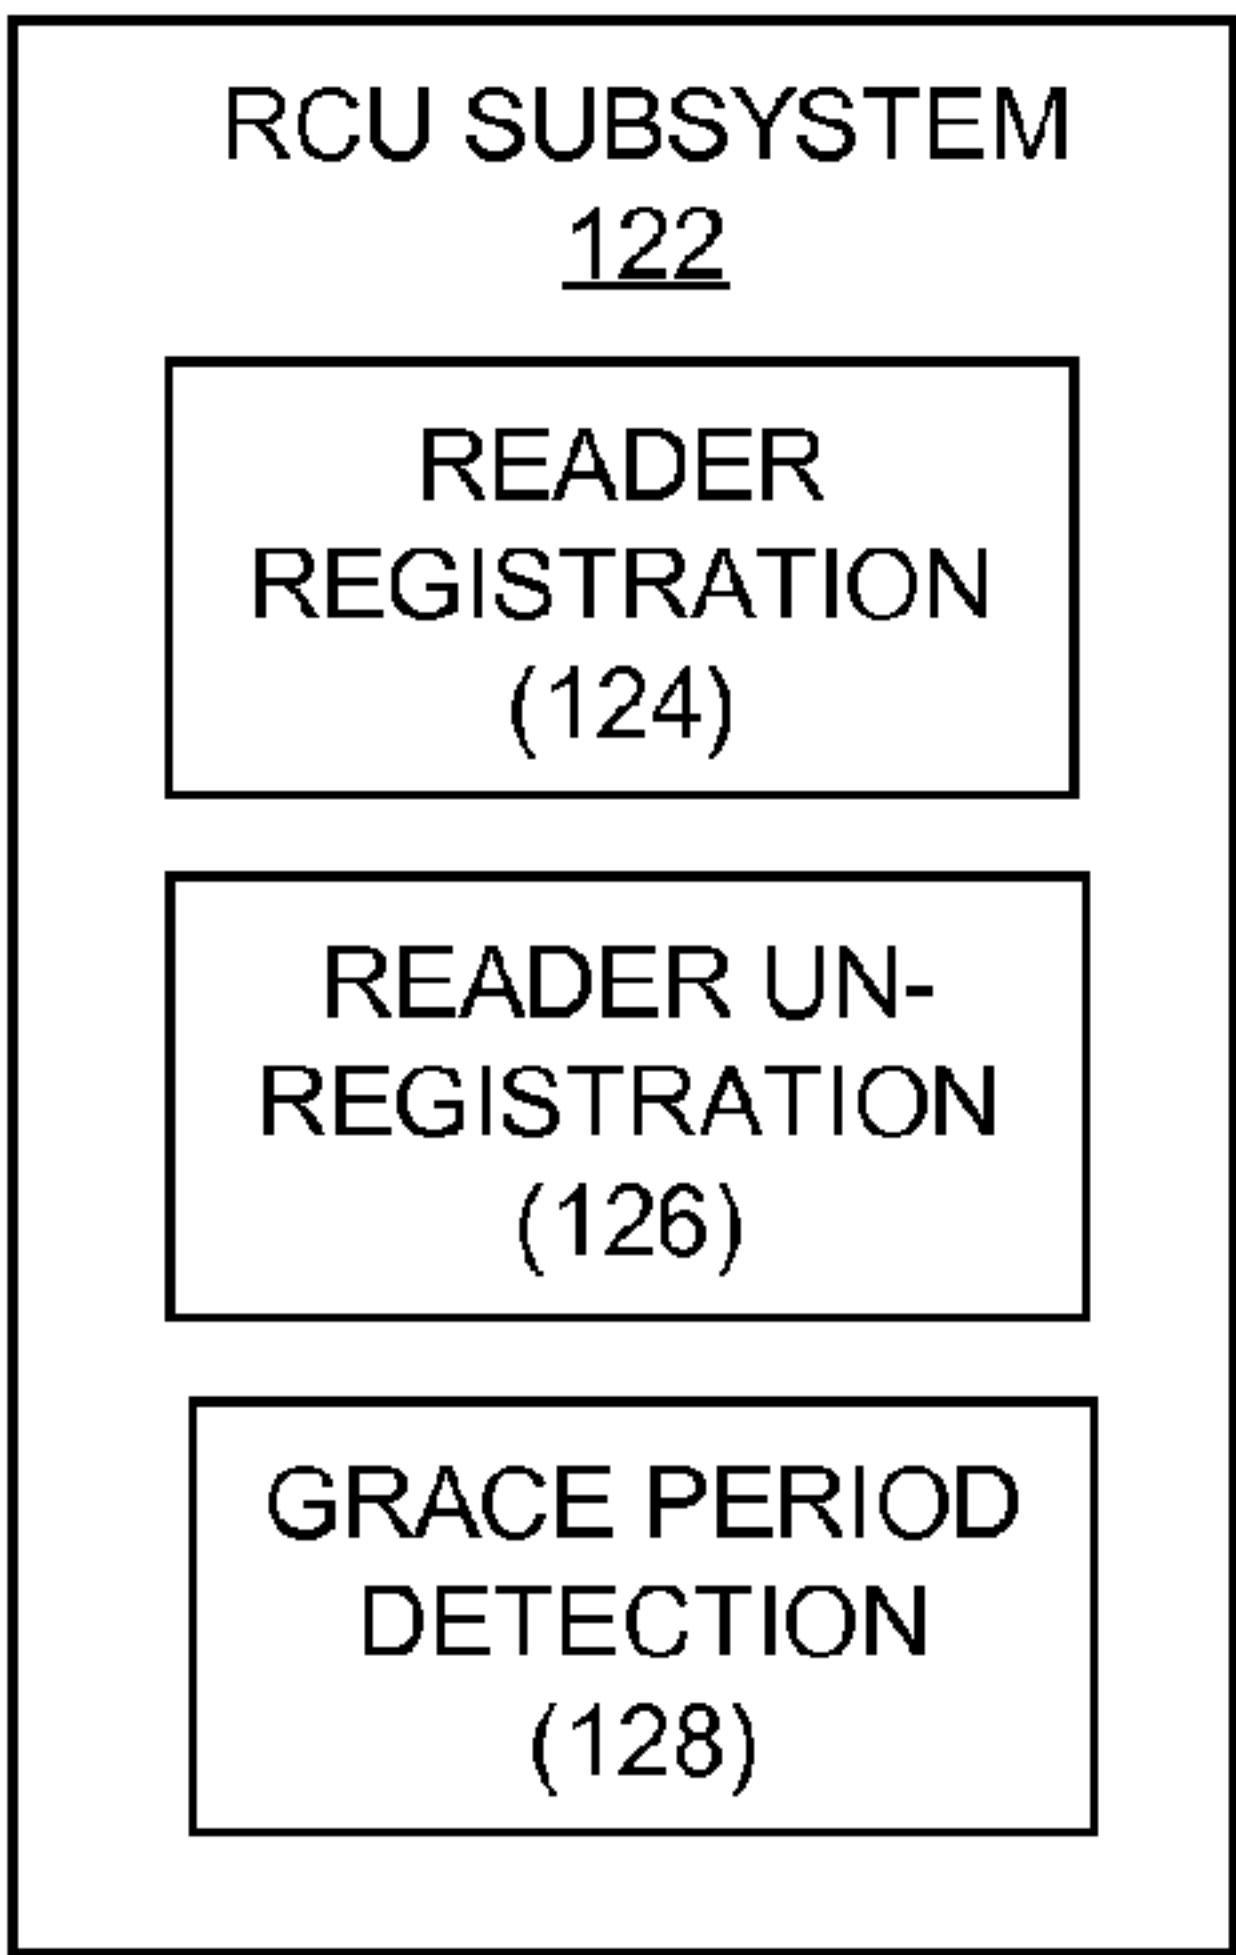 RCU SUBSYSTEM
122
READER
REGISTRATION
(124)
READER UN-
REGISTRATION
(126)
GRACE PERIOD
DETECTION
(128)